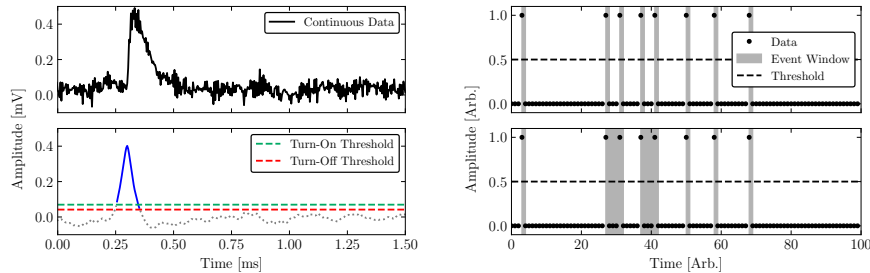 0.4
0.2
0.0
Continuous Data
Amplitude [mV]
0.4
0.2
0.0
Turn-On Threshold
Turn-Off Threshold
0.00 0.25 0.50 0.75 1.00 1.25 1.50
Time [ms]
1.0
0.5
0.0
Data
Event Window
Threshold
Amplitude [Arb.]
1.0
0.5
0.0
0 20 40 60 80 100
Time [Arb.]